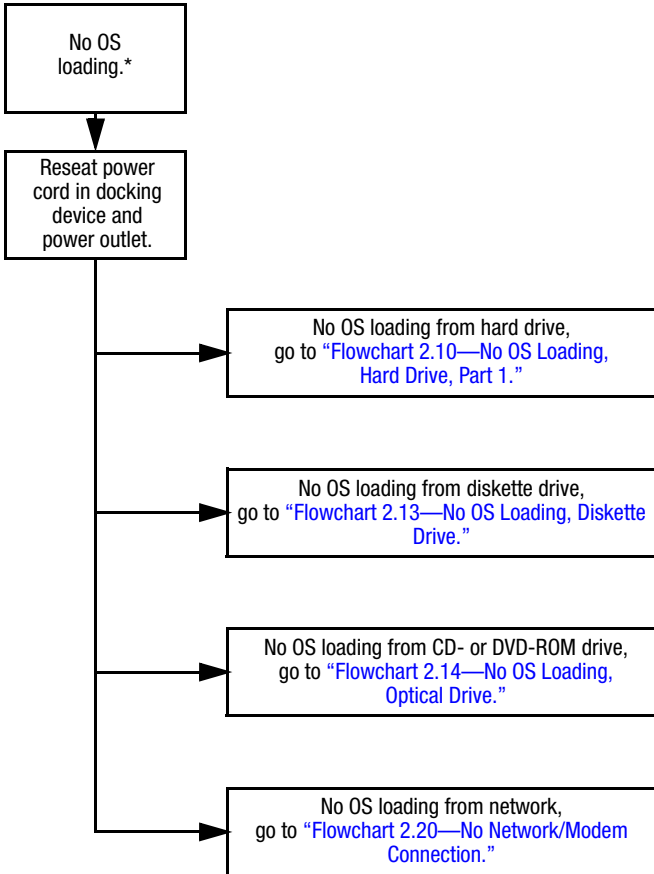 No OS
loading.*
Reseat power
cord in docking
device and
power outlet.
No OS loading from hard drive,
go to “Flowchart 2.10—No OS Loading,
Hard Drive, Part 1.”
No OS loading from diskette drive,
go to “Flowchart 2.13—No OS Loading, Diskette
Drive.”
No OS loading from CD- or DVD-ROM drive,
go to “Flowchart 2.14—No OS Loading,
Optical Drive.”
No OS loading from network,
go to “Flowchart 2.20—No Network/Modem
Connection.”